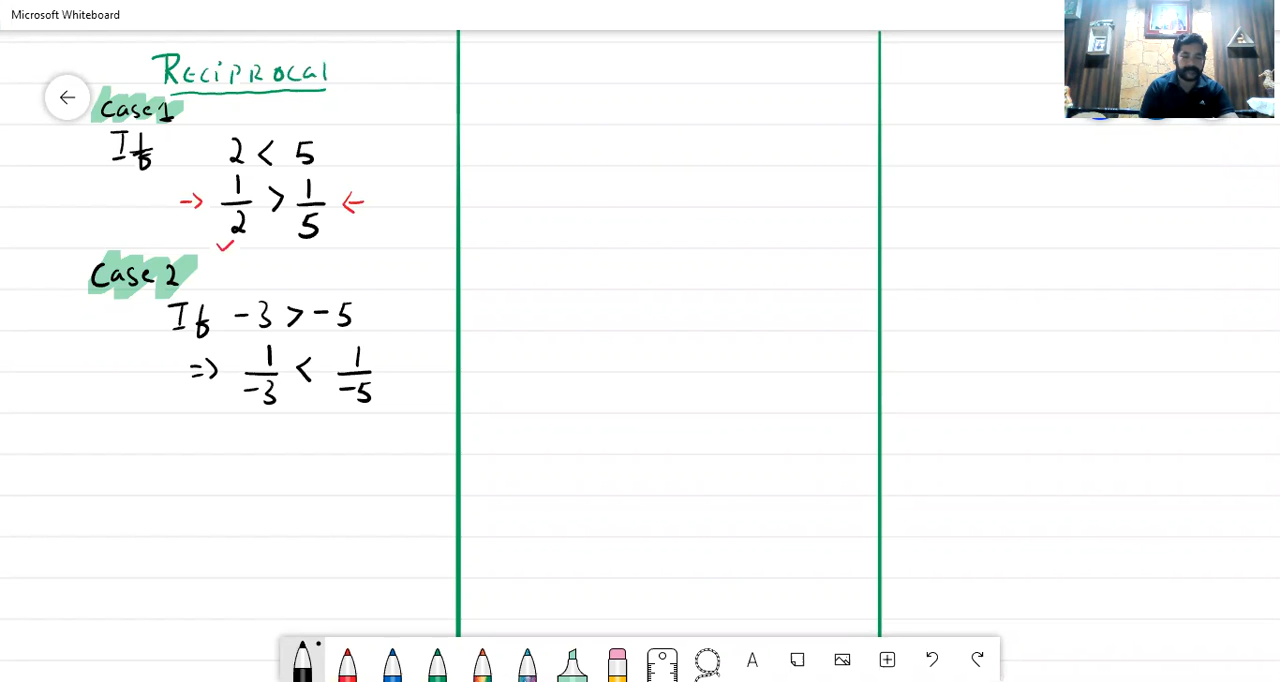 Microsoft Whiteboard
RECIPROCAL
Case 1
If 2 < 5
→ 1/2 > 1/5 ←
✓
Case 2
If -3 > -5
=> 1/-3 < 1/-5
A